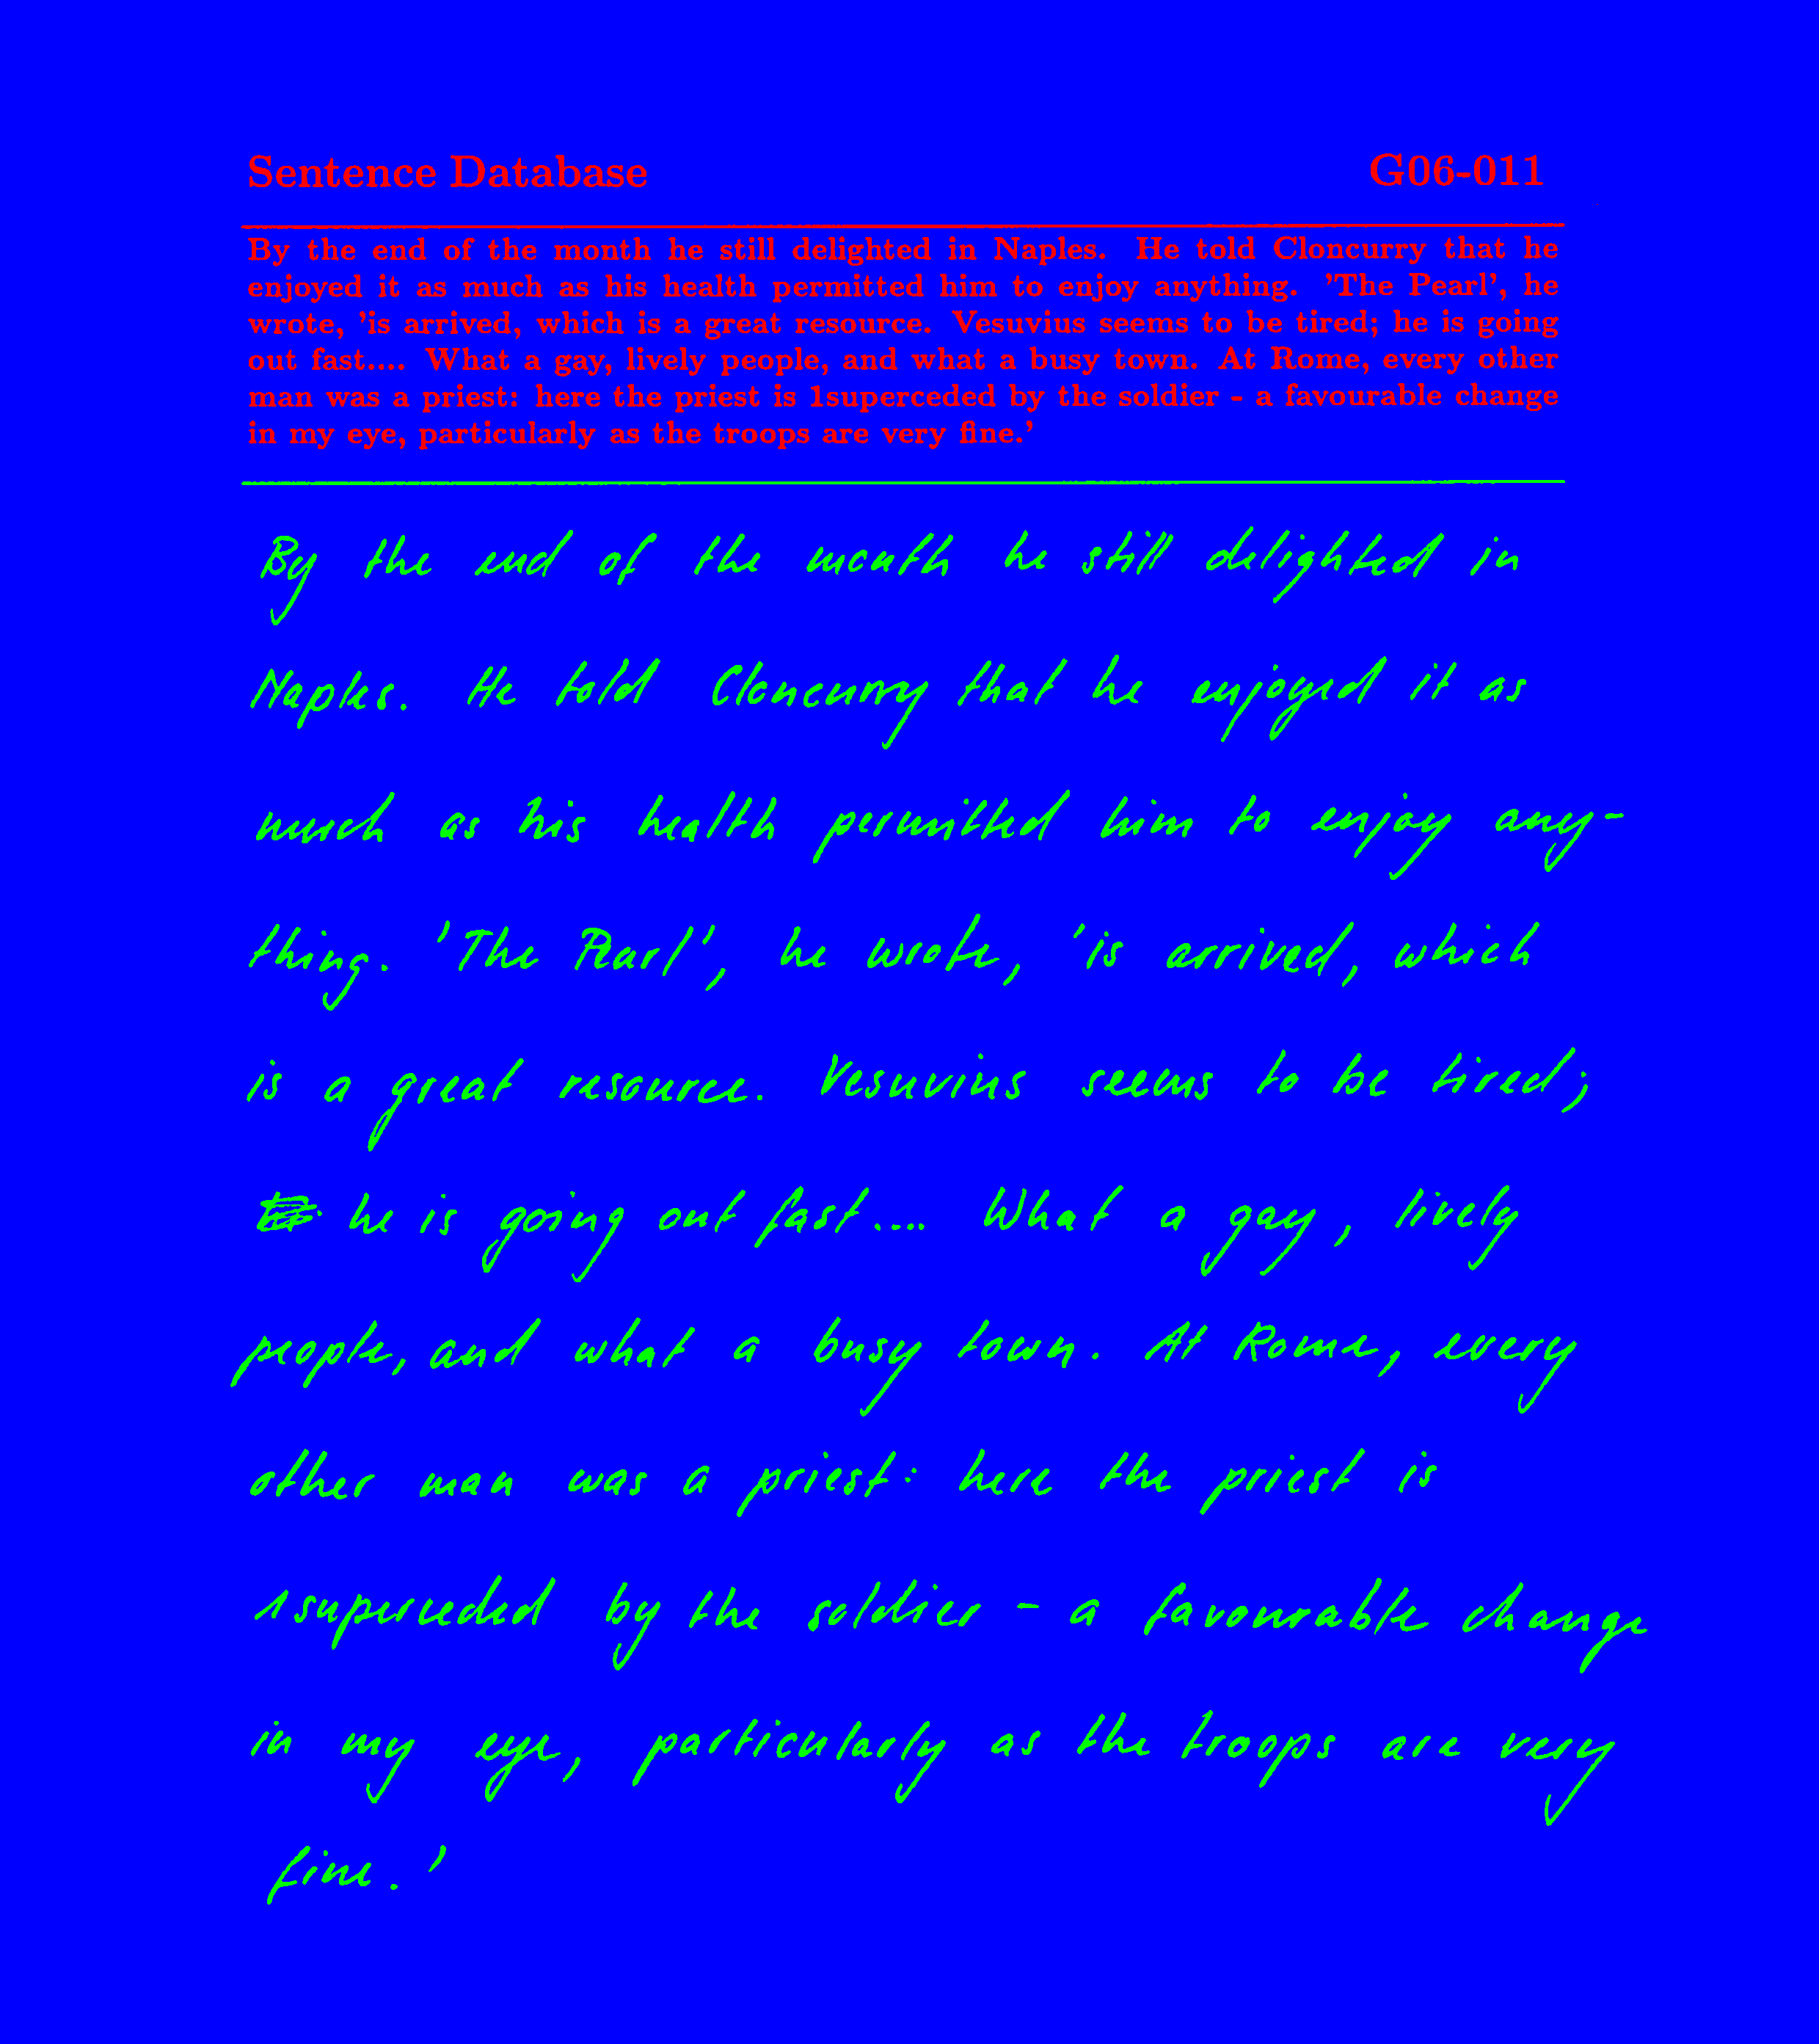 Sentence Database G06-011
By the end of the month he still delighted in Naples. He told Cloncurry that he
enjoyed it as much as his health permitted him to enjoy anything. 'The Pearl', he
wrote, 'is arrived, which is a great resource. Vesuvius seems to be tired; he is going
out fast.... What a gay, lively people, and what a busy town. At Rome, every other
man was a priest: here the priest is 1superceded by the soldier - a favourable change
in my eye, particularly as the troops are very fine.'
By the end of the month he still delighted in
Naples. He told Cloncurry that he enjoyed it as
much as his health permitted him to enjoy any-
thing. 'The Pearl', he wrote, 'is arrived, which
is a great resource. Vesuvius seems to be tired;
he is going out fast.... What a gay, lively
people, and what a busy town. At Rome, every
other man was a priest: here the priest is
1superceded by the soldier - a favourable change
in my eye, particularly as the troops are very
fine.'